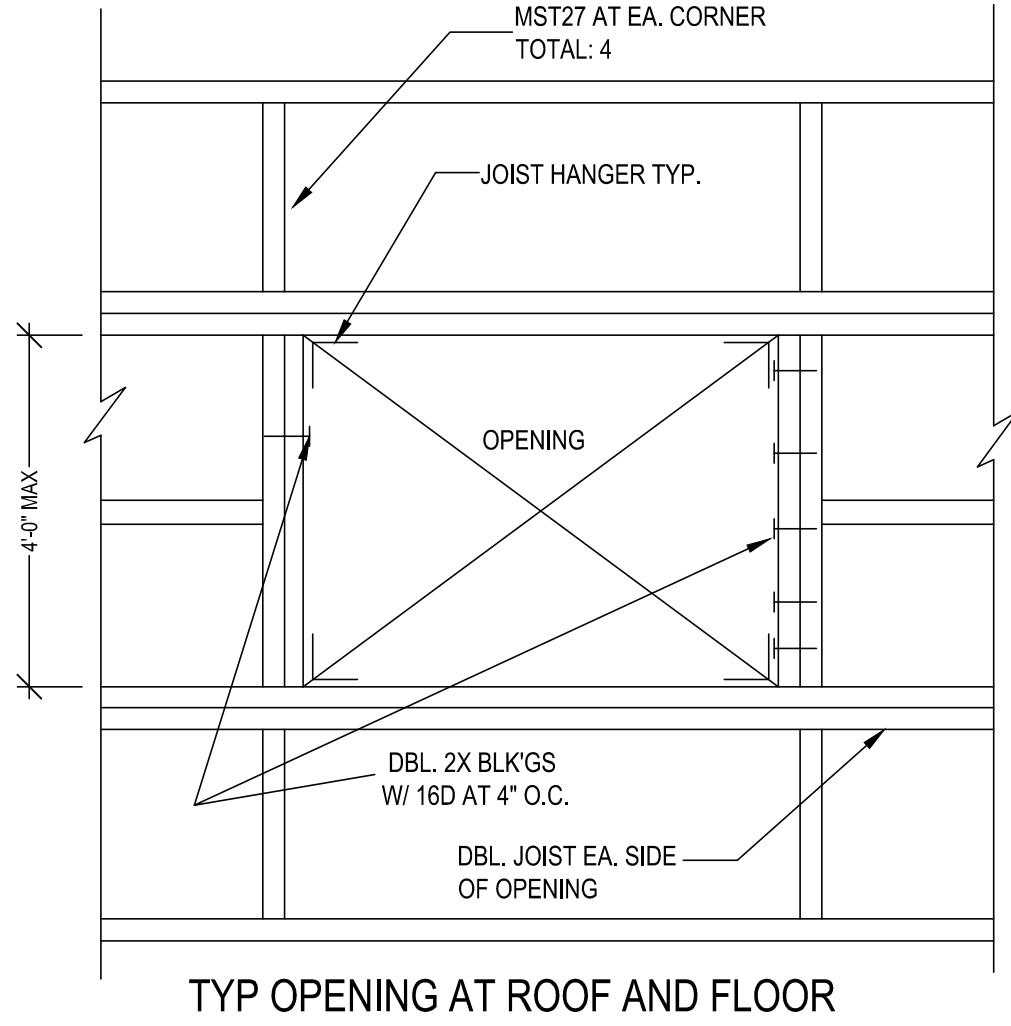 MST27 AT EA. CORNER
TOTAL: 4
JOIST HANGER TYP.
OPENING
4'-0" MAX
DBL. 2X BLK'GS
W/ 16D AT 4" O.C.
DBL. JOIST EA. SIDE
OF OPENING
TYP OPENING AT ROOF AND FLOOR